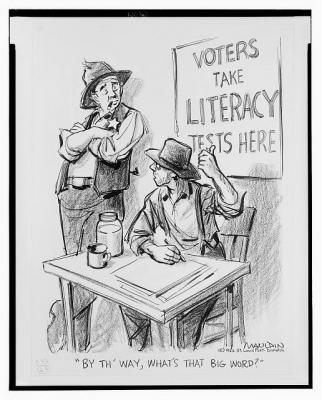 VOTERS
TAKE
LITERACY
TESTS HERE
MAULDIN
"BY TH' WAY, WHAT'S THAT BIG WORD?"